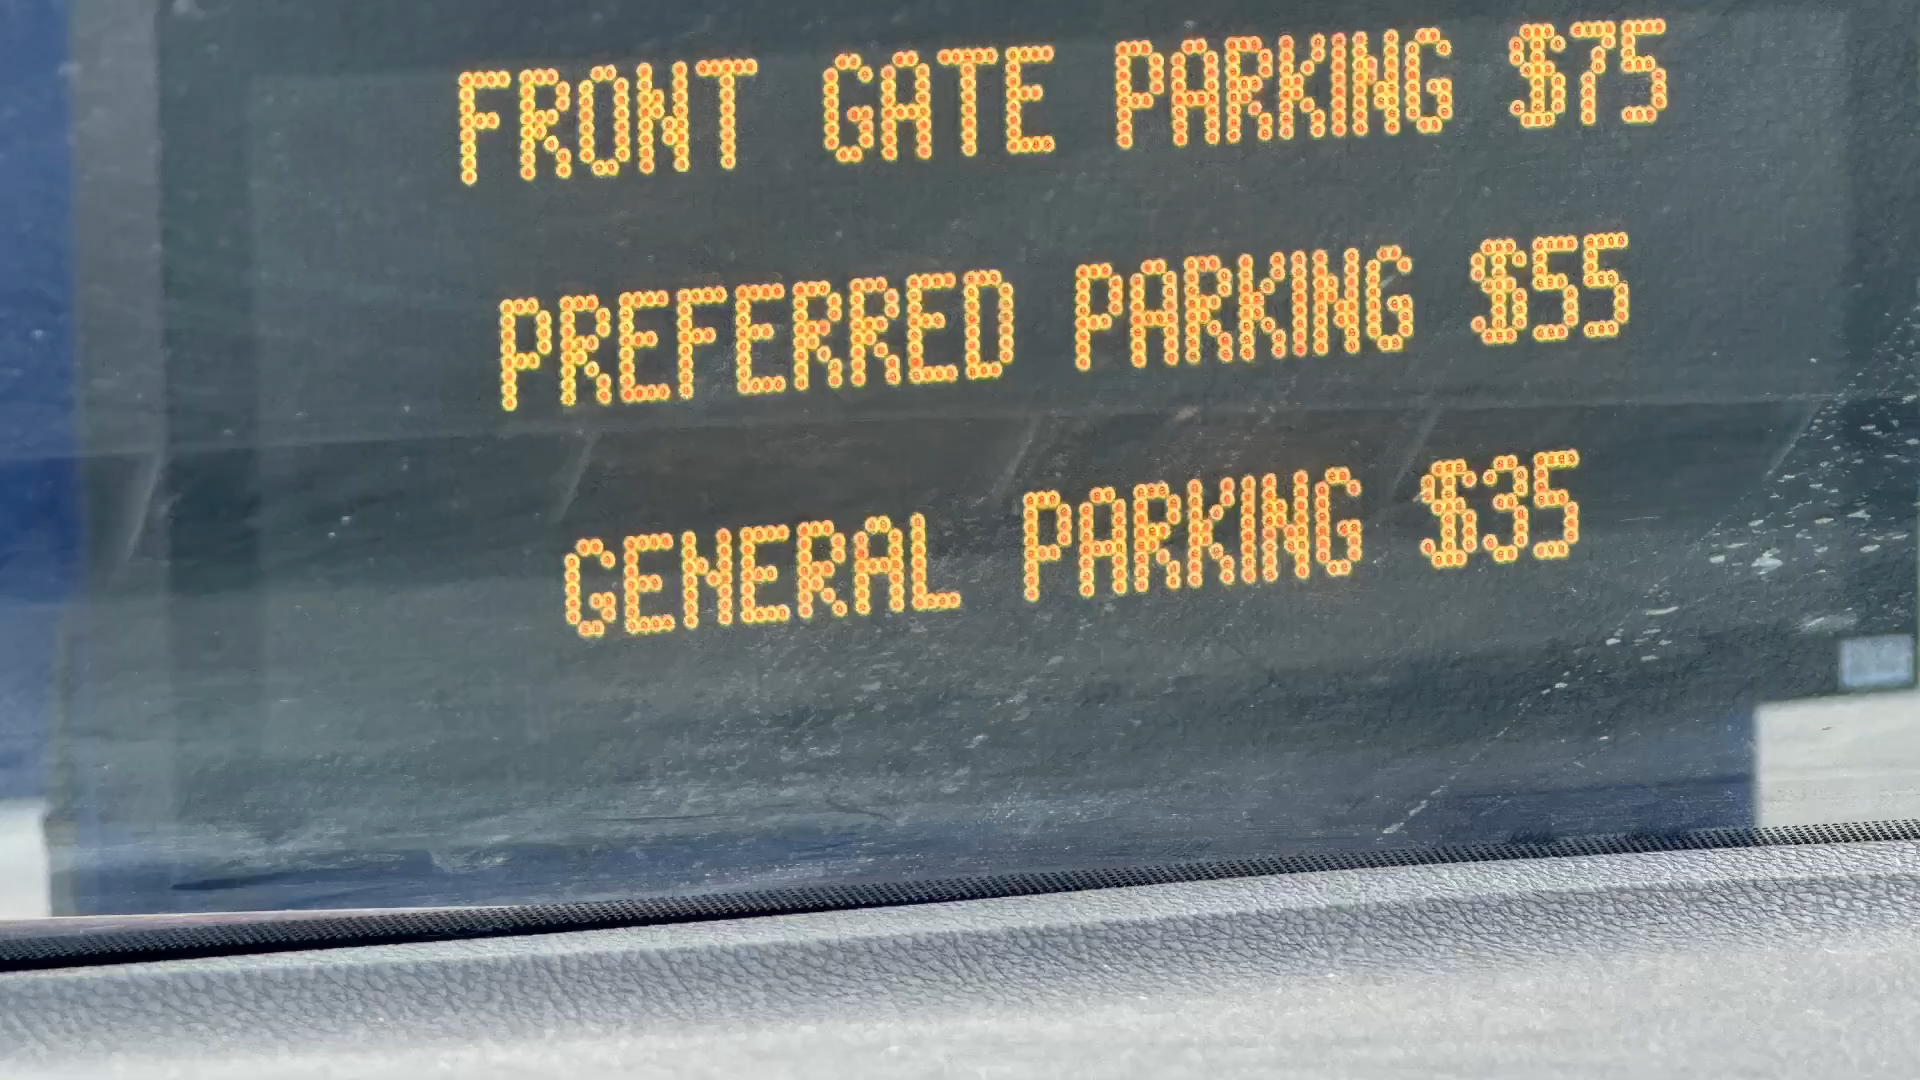 FRONT GATE PARKING $75
PREFERRED PARKING $55
GENERAL PARKING $35